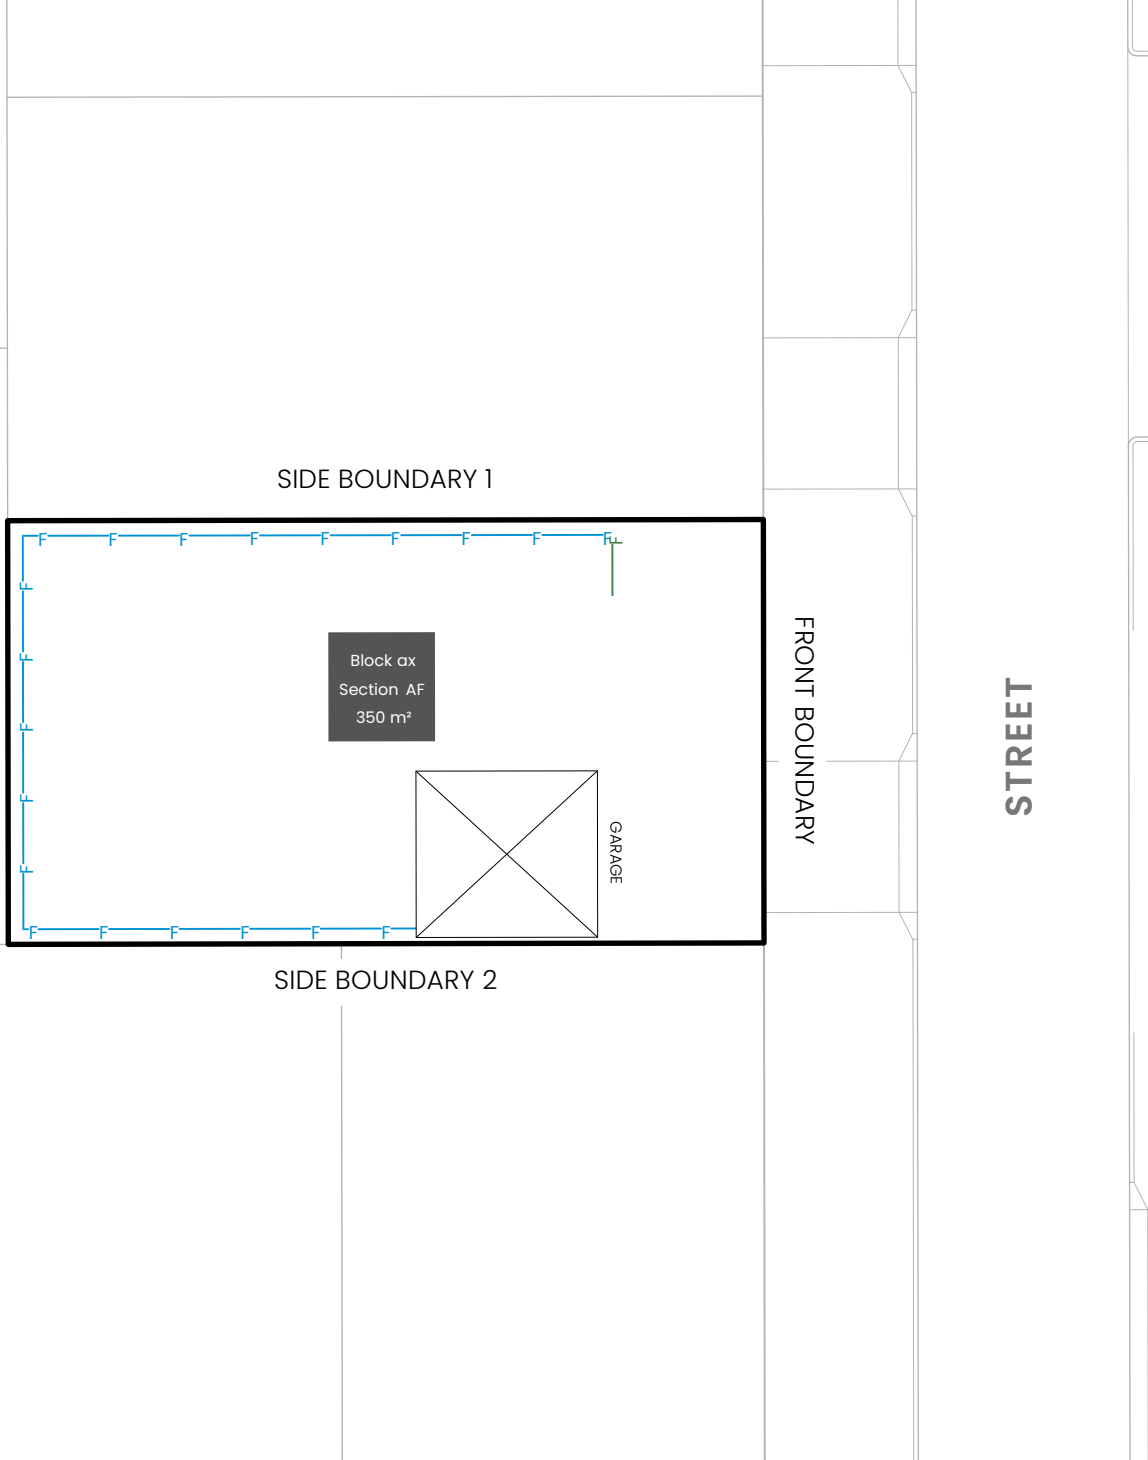 SIDE BOUNDARY 1
F F F F F F F F F
F
F
F
F
F
F
Block ax
Section AF
350 m²
FRONT BOUNDARY
STREET
GARAGE
F F F F F F
SIDE BOUNDARY 2